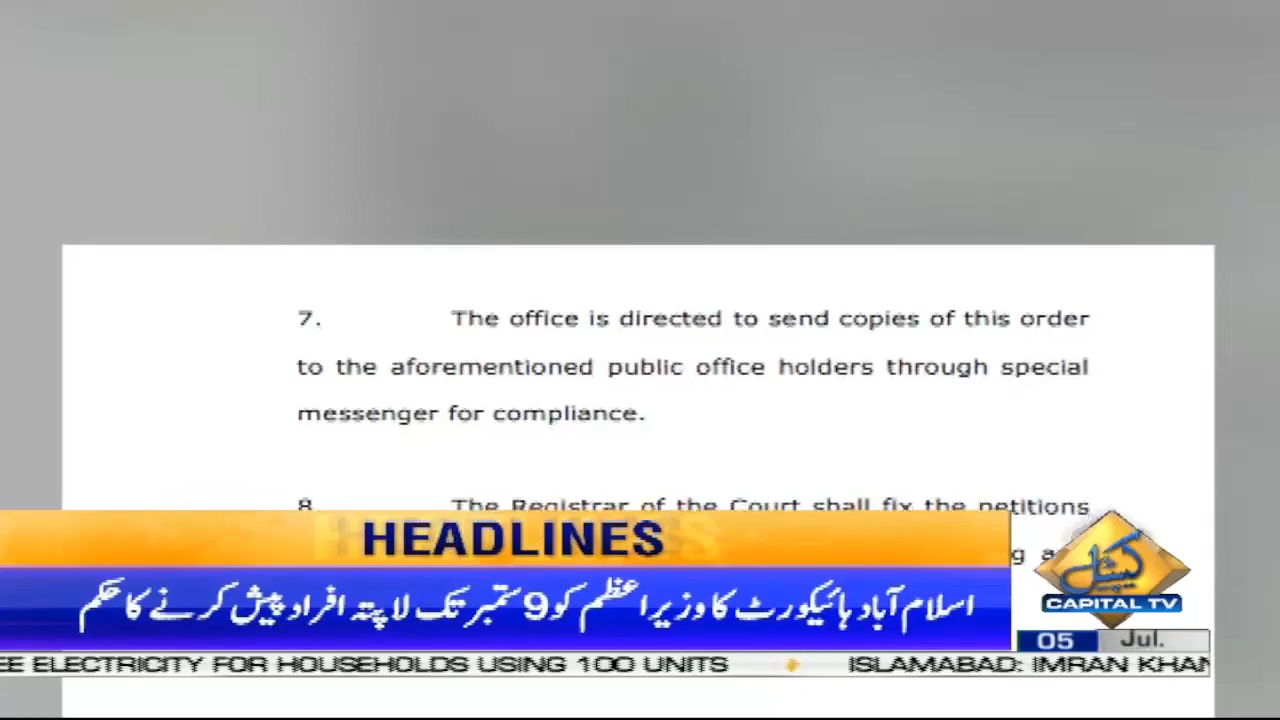 7. The office is directed to send copies of this order
to the aforementioned public office holders through special
messenger for compliance.
8. The Registrar of the Court shall fix the petitions
HEADLINES
اسلام آباد ہائیکورٹ کا وزیراعظم کو 9 ستمبر تک لاپتہ افراد پیش کرنے کا حکم
کیپیٹل
CAPITAL TV
05 Jul.
ELECTRICITY FOR HOUSEHOLDS USING 100 UNITS
ISLAMABAD: IMRAN KHAN